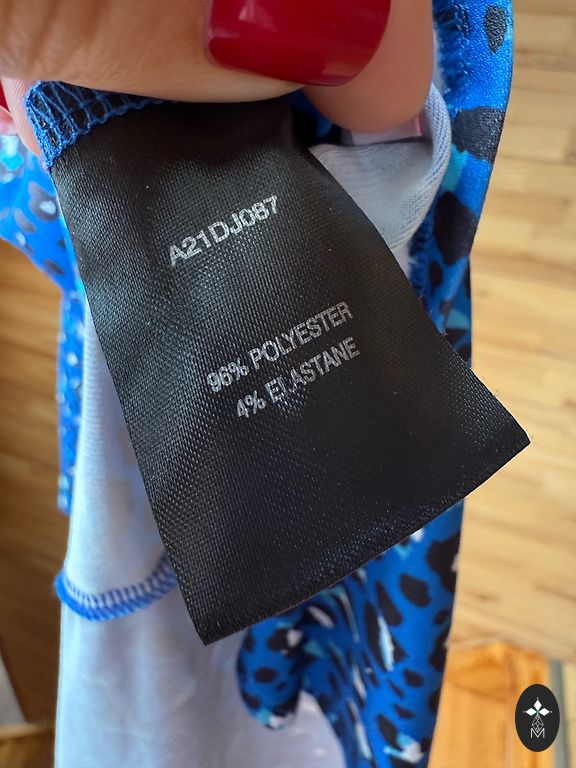 A21DJ087
96% POLYESTER
4% ELASTANE